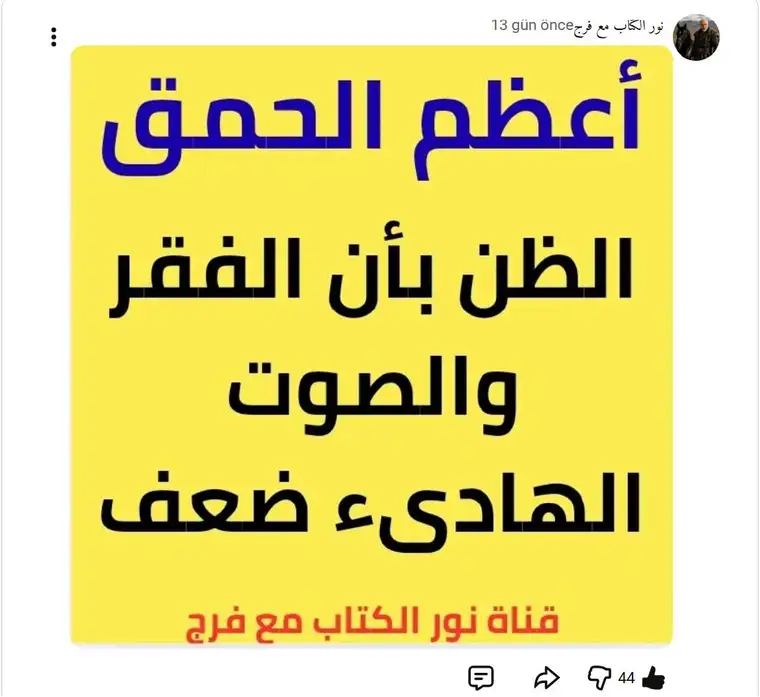 نور الكتاب مع فرج 13 gün önce
أعظم الحمق
الظن بأن الفقر
والصوت
الهادىء ضعف
قناة نور الكتاب مع فرج
44